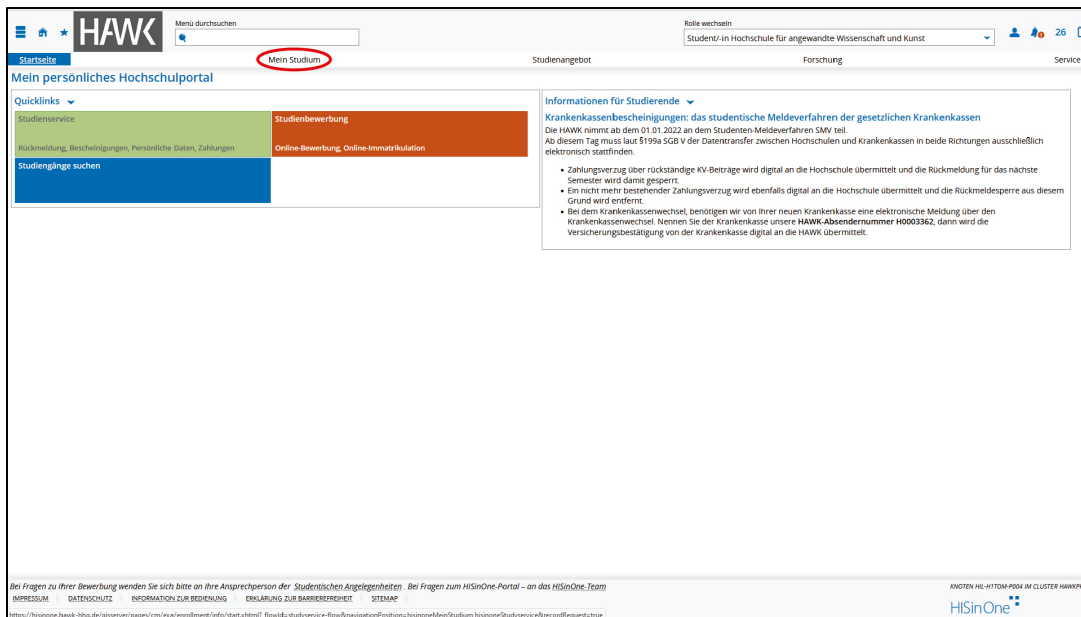 HAWK
Menü durchsuchen
Rolle wechseln
Student/-in Hochschule für angewandte Wissenschaft und Kunst
26
Startseite
Mein Studium
Studienangebot
Forschung
Service
Mein persönliches Hochschulportal
Quicklinks
Studienservice
Rückmeldung, Bescheinigungen, Persönliche Daten, Zahlungen
Studienbewerbung
Online-Bewerbung, Online-Immatrikulation
Studiengänge suchen
Informationen für Studierende
Krankenkassenbescheinigungen: das studentische Meldeverfahren der gesetzlichen Krankenkassen
Die HAWK nimmt ab dem 01.01.2022 an dem Studenten-Meldeverfahren SMV teil.
Ab diesem Tag muss laut §199a SGB V der Datentransfer zwischen Hochschulen und Krankenkassen in beide Richtungen ausschließlich
elektronisch stattfinden.
• Zahlungsverzug über rückständige KV-Beiträge wird digital an die Hochschule übermittelt und die Rückmeldung für das nächste
Semester wird damit gesperrt.
• Ein nicht mehr bestehender Zahlungsverzug wird ebenfalls digital an die Hochschule übermittelt und die Rückmeldesperre aus diesem
Grund wird entfernt.
• Bei dem Krankenkassenwechsel, benötigen wir von Ihrer neuen Krankenkasse eine elektronische Meldung über den
Krankenkassenwechsel. Nennen Sie der Krankenkasse unsere HAWK-Absendernummer H0003362, dann wird die
Versicherungsbestätigung von der Krankenkasse digital an die HAWK übermittelt.
Bei Fragen zu Ihrer Bewerbung wenden Sie sich bitte an Ihre Ansprechperson der Studentischen Angelegenheiten. Bei Fragen zum HISinOne-Portal – an das HISinOne-Team
IMPRESSUM DATENSCHUTZ INFORMATION ZUR BEDIENUNG ERKLÄRUNG ZUR BARRIEREFREIHEIT SITEMAP
KNOTEN HIL-H1TOM-P004 IM CLUSTER HAWKP
HISinOne